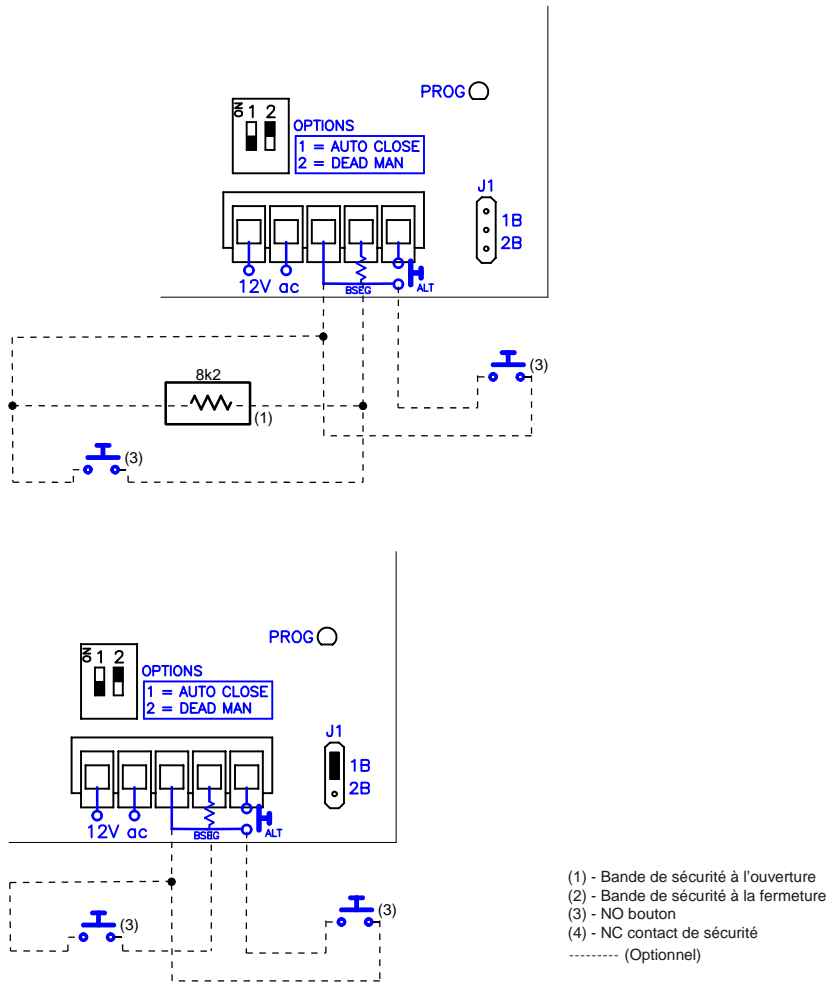 PROG
ON
1 2
OPTIONS
1 = AUTO CLOSE
2 = DEAD MAN
J1
1B
2B
12V ac
BSEG
ALT
(3)
8k2
(1)
(3)
PROG
ON
1 2
OPTIONS
1 = AUTO CLOSE
2 = DEAD MAN
J1
1B
2B
12V ac
BSEG
ALT
(3)
(3)
(1) - Bande de sécurité à l'ouverture
(2) - Bande de sécurité à la fermeture
(3) - NO bouton
(4) - NC contact de sécurité
--------- (Optionnel)